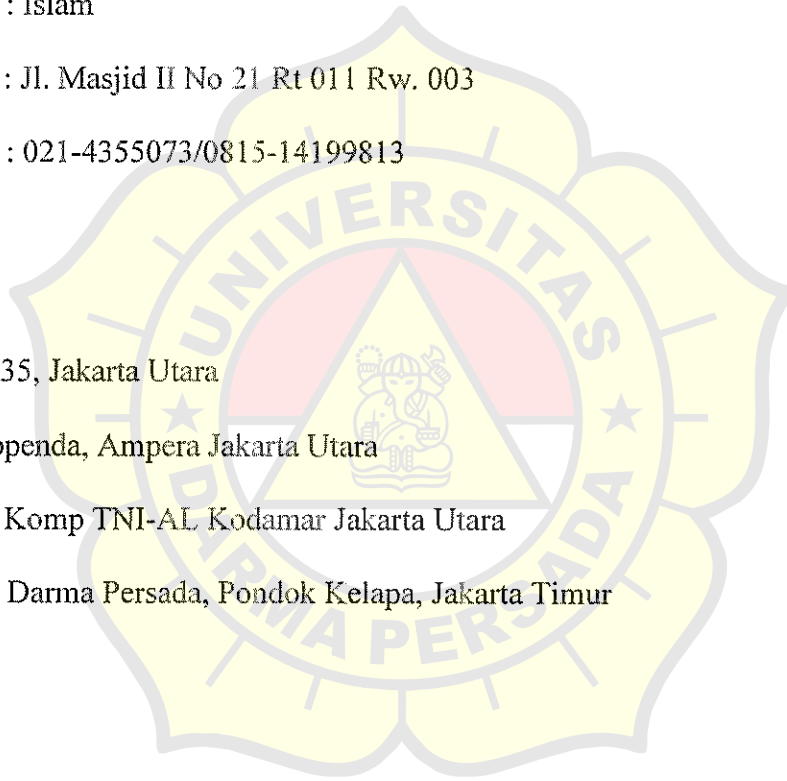 : Islam
: Jl. Masjid II No 21 Rt 011 Rw. 003
: 021-4355073/0815-14199813
UNIVERSITAS
35, Jakarta Utara
openda, Ampera Jakarta Utara
Komp TNI-AL Kodamar Jakarta Utara
Darma Persada, Pondok Kelapa, Jakarta Timur
DARMA PERSADA